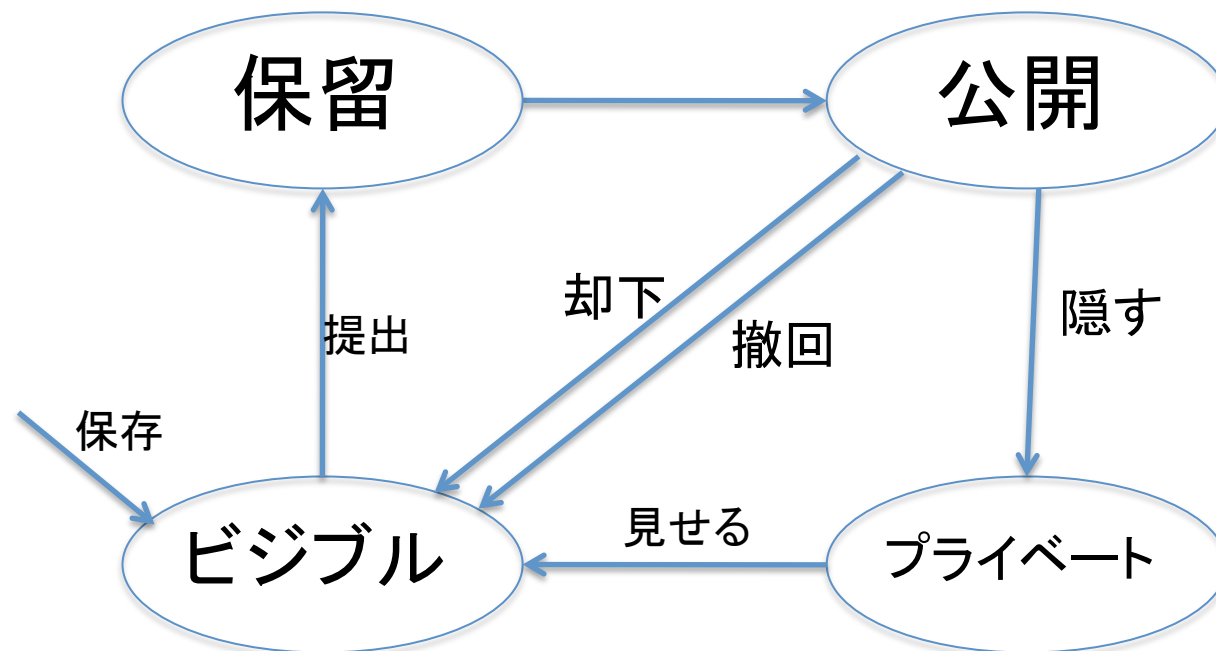 保留
公開
却下
隠す
提出
撤回
保存
見せる
ビジブル
プライベート